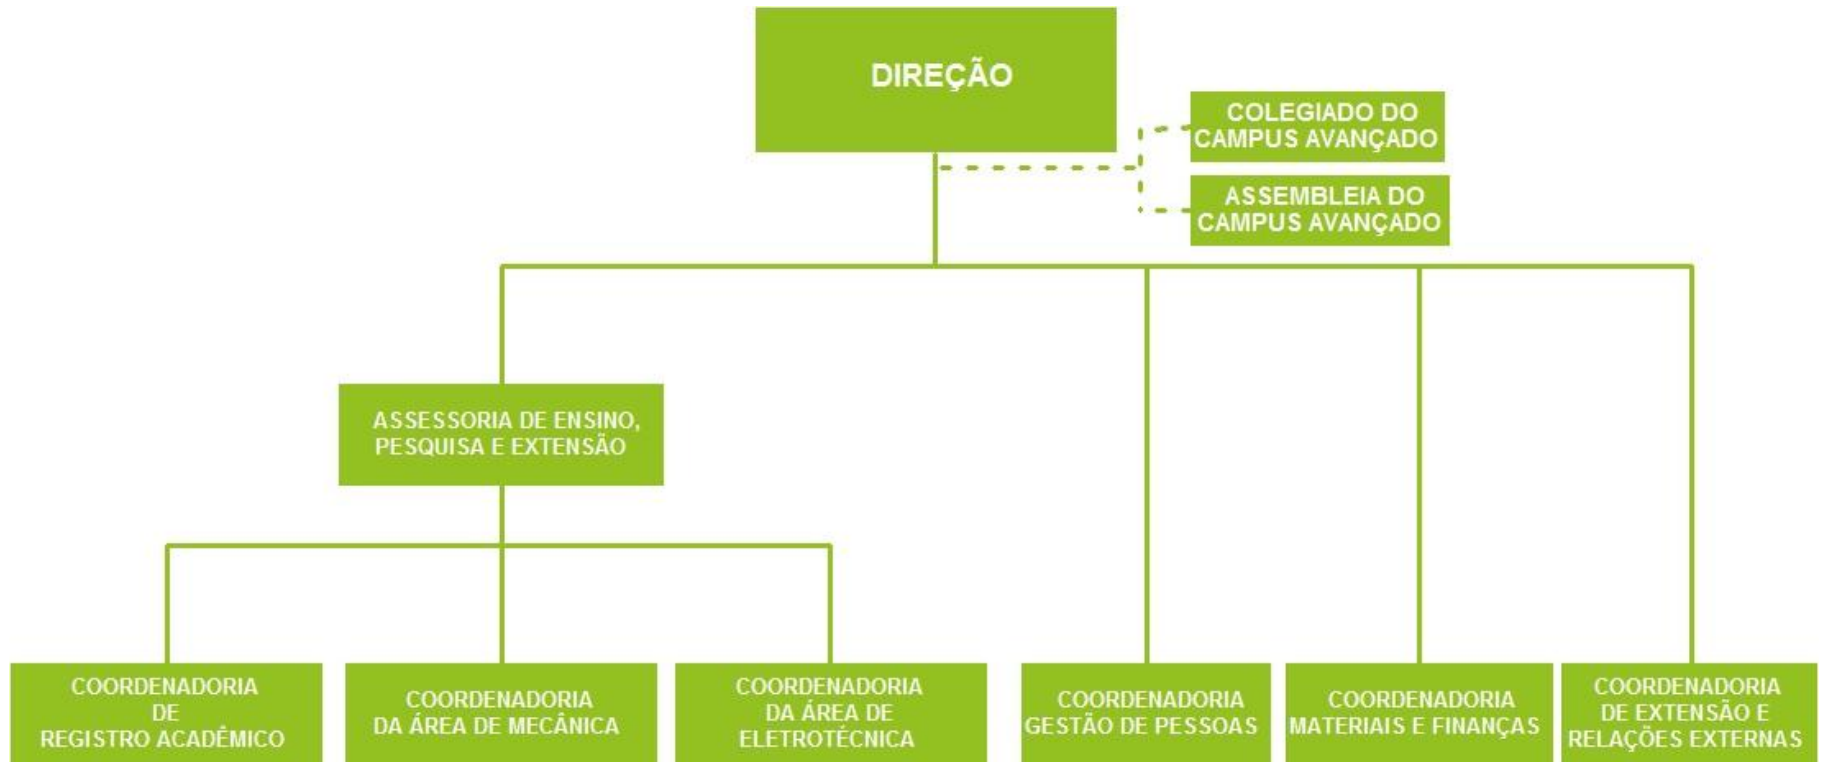 DIREÇÃO
COLEGIADO DO
CAMPUS AVANÇADO
ASSEMBLEIA DO
CAMPUS AVANÇADO
ASSESSORIA DE ENSINO,
PESQUISA E EXTENSÃO
COORDENADORIA
DE
REGISTRO ACADÊMICO
COORDENADORIA
DA ÁREA DE MECÂNICA
COORDENADORIA
DA ÁREA DE
ELETROTÉCNICA
COORDENADORIA
GESTÃO DE PESSOAS
COORDENADORIA
MATERIAIS E FINANÇAS
COORDENADORIA
DE EXTENSÃO E
RELAÇÕES EXTERNAS